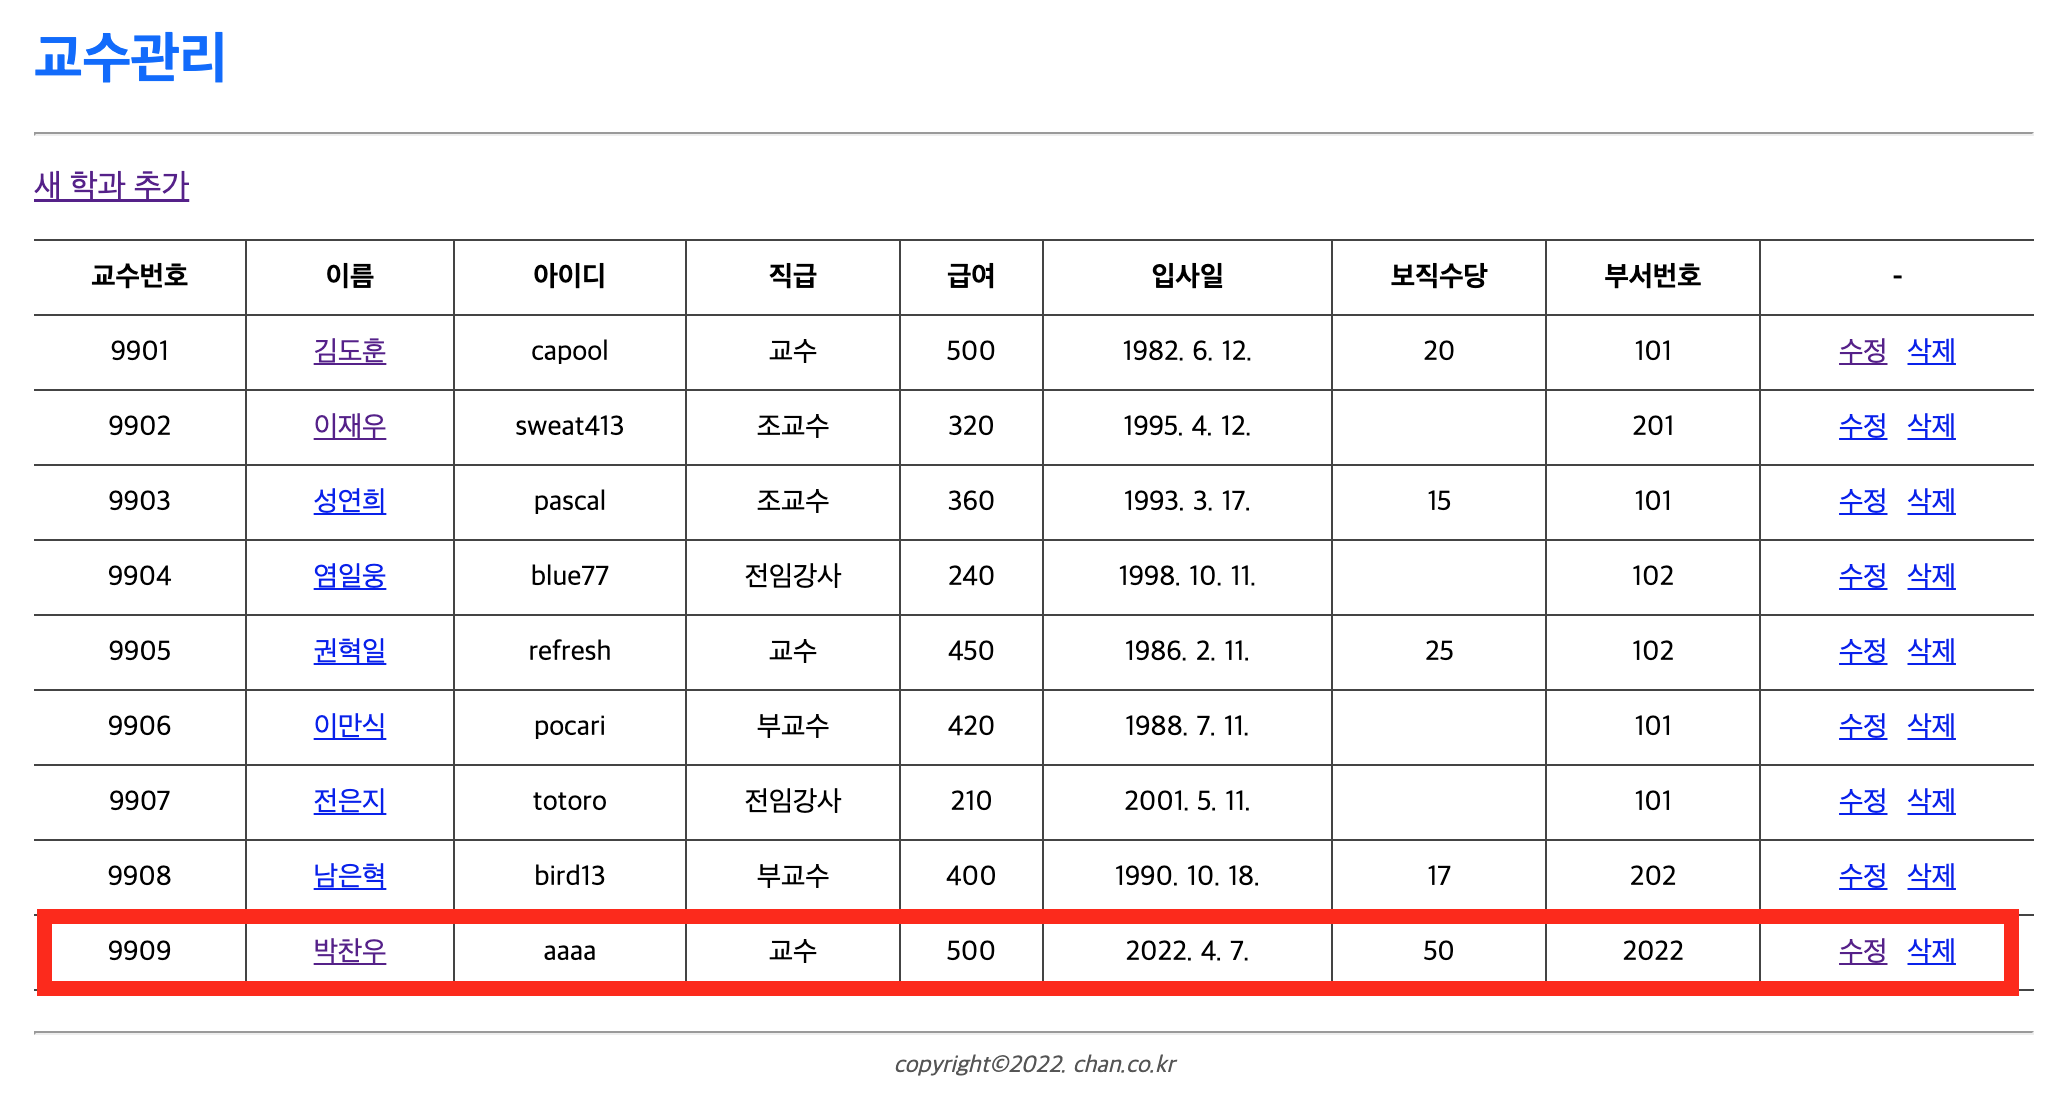 교수관리
새 학과 추가
교수번호 이름 아이디 직급 급여 입사일 보직수당 부서번호 -
9901 김도훈 capool 교수 500 1982. 6. 12. 20 101 수정 삭제
9902 이재우 sweat413 조교수 320 1995. 4. 12. 201 수정 삭제
9903 성연희 pascal 조교수 360 1993. 3. 17. 15 101 수정 삭제
9904 염일웅 blue77 전임강사 240 1998. 10. 11. 102 수정 삭제
9905 권혁일 refresh 교수 450 1986. 2. 11. 25 102 수정 삭제
9906 이만식 pocari 부교수 420 1988. 7. 11. 101 수정 삭제
9907 전은지 totoro 전임강사 210 2001. 5. 11. 101 수정 삭제
9908 남은혁 bird13 부교수 400 1990. 10. 18. 17 202 수정 삭제
9909 박찬우 aaaa 교수 500 2022. 4. 7. 50 2022 수정 삭제
copyright©2022. chan.co.kr